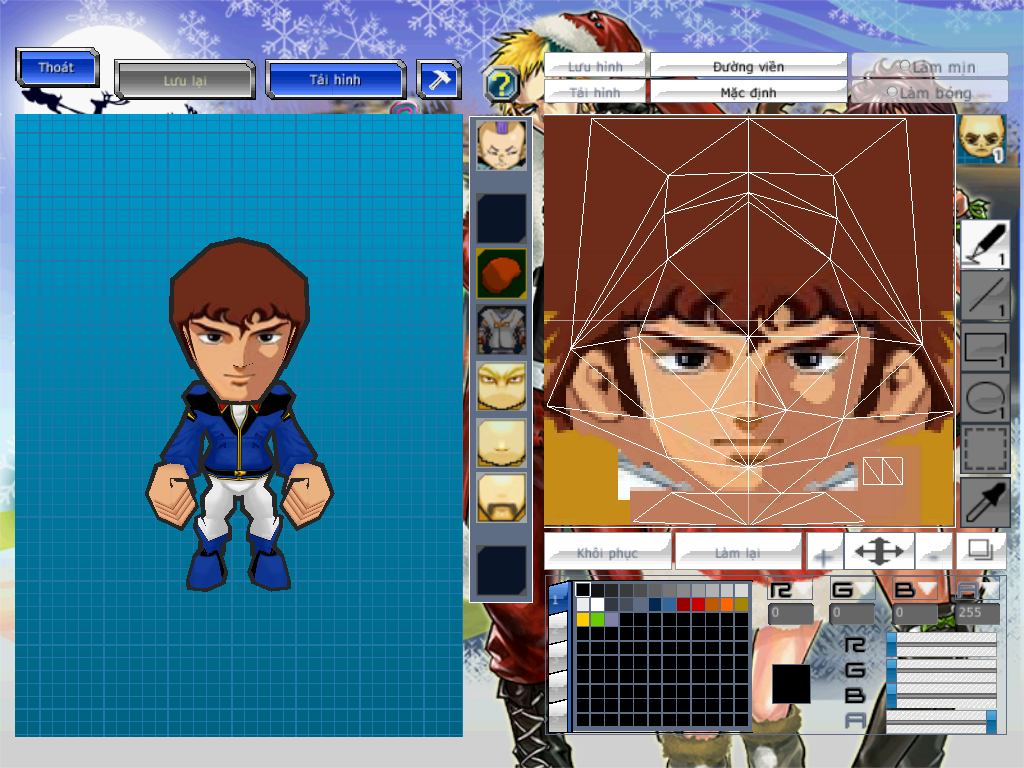 Thoát
Lưu lại
Tải hình
?
Lưu hình
Đường viền
Làm mịn
Tải hình
Mặc định
Làm bóng
1
1
1
1
1
Khôi phục
Làm lại
+
-
1
R
G
B
A
0
0
0
255
R
G
B
A